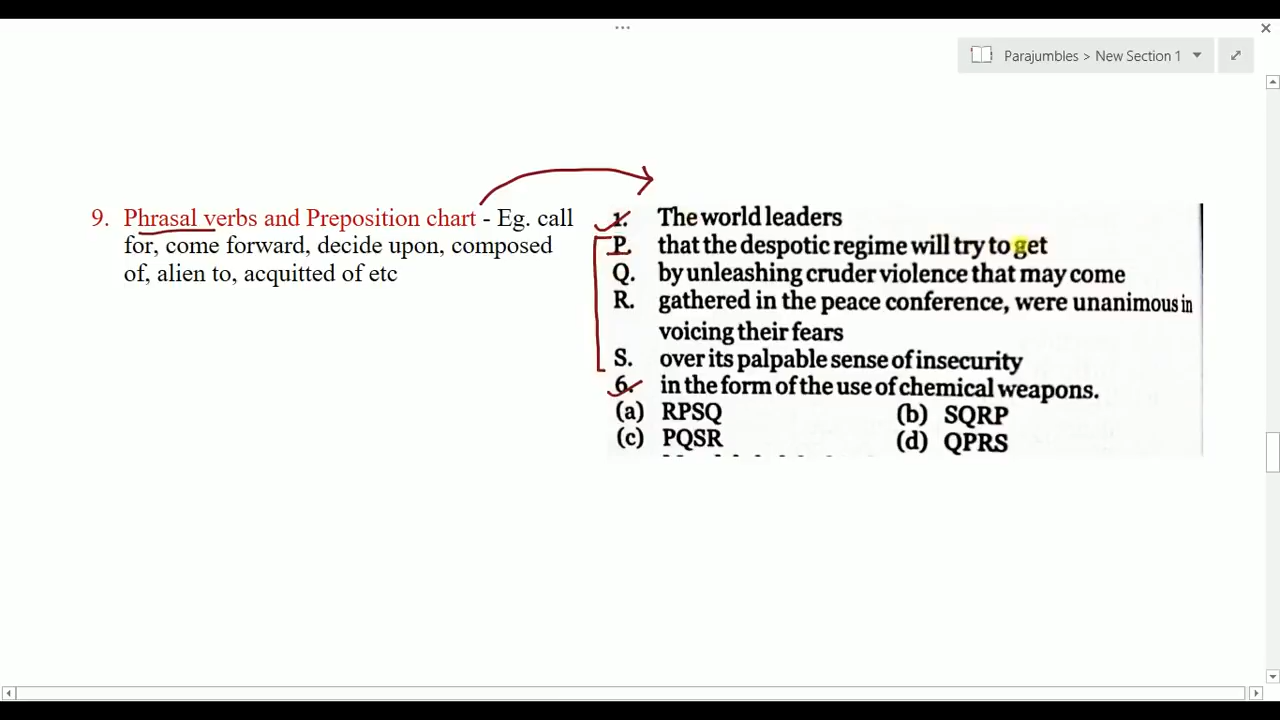 Parajumbles > New Section 1
9. Phrasal verbs and Preposition chart - Eg. call
for, come forward, decide upon, composed
of, alien to, acquitted of etc
1. The world leaders
P. that the despotic regime will try to get
Q. by unleashing cruder violence that may come
R. gathered in the peace conference, were unanimous in
voicing their fears
S. over its palpable sense of insecurity
6. in the form of the use of chemical weapons.
(a) RPSQ (b) SQRP
(c) PQSR (d) QPRS